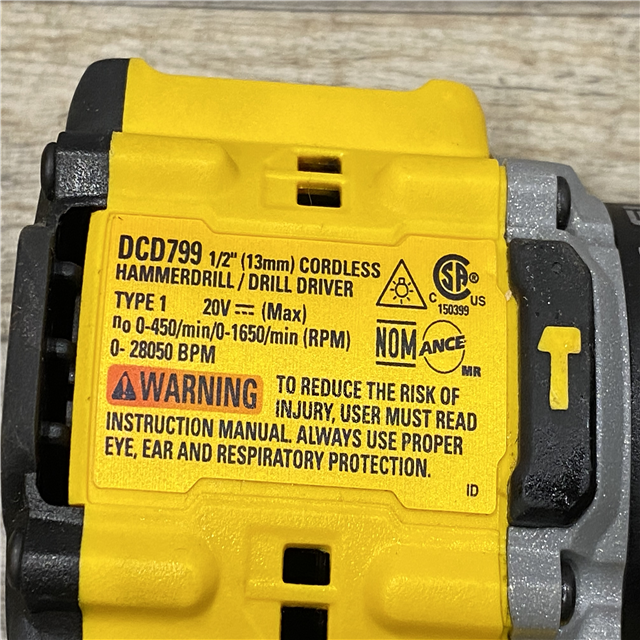 DCD799 1/2" (13mm) CORDLESS
HAMMERDRILL / DRILL DRIVER
TYPE 1 20V (Max)
no 0-450/min/0-1650/min (RPM)
0- 28050 BPM
SA ®
C US
150399
NOM ANCE
MR
WARNING TO REDUCE THE RISK OF
INJURY, USER MUST READ
INSTRUCTION MANUAL. ALWAYS USE PROPER
EYE, EAR AND RESPIRATORY PROTECTION.
ID